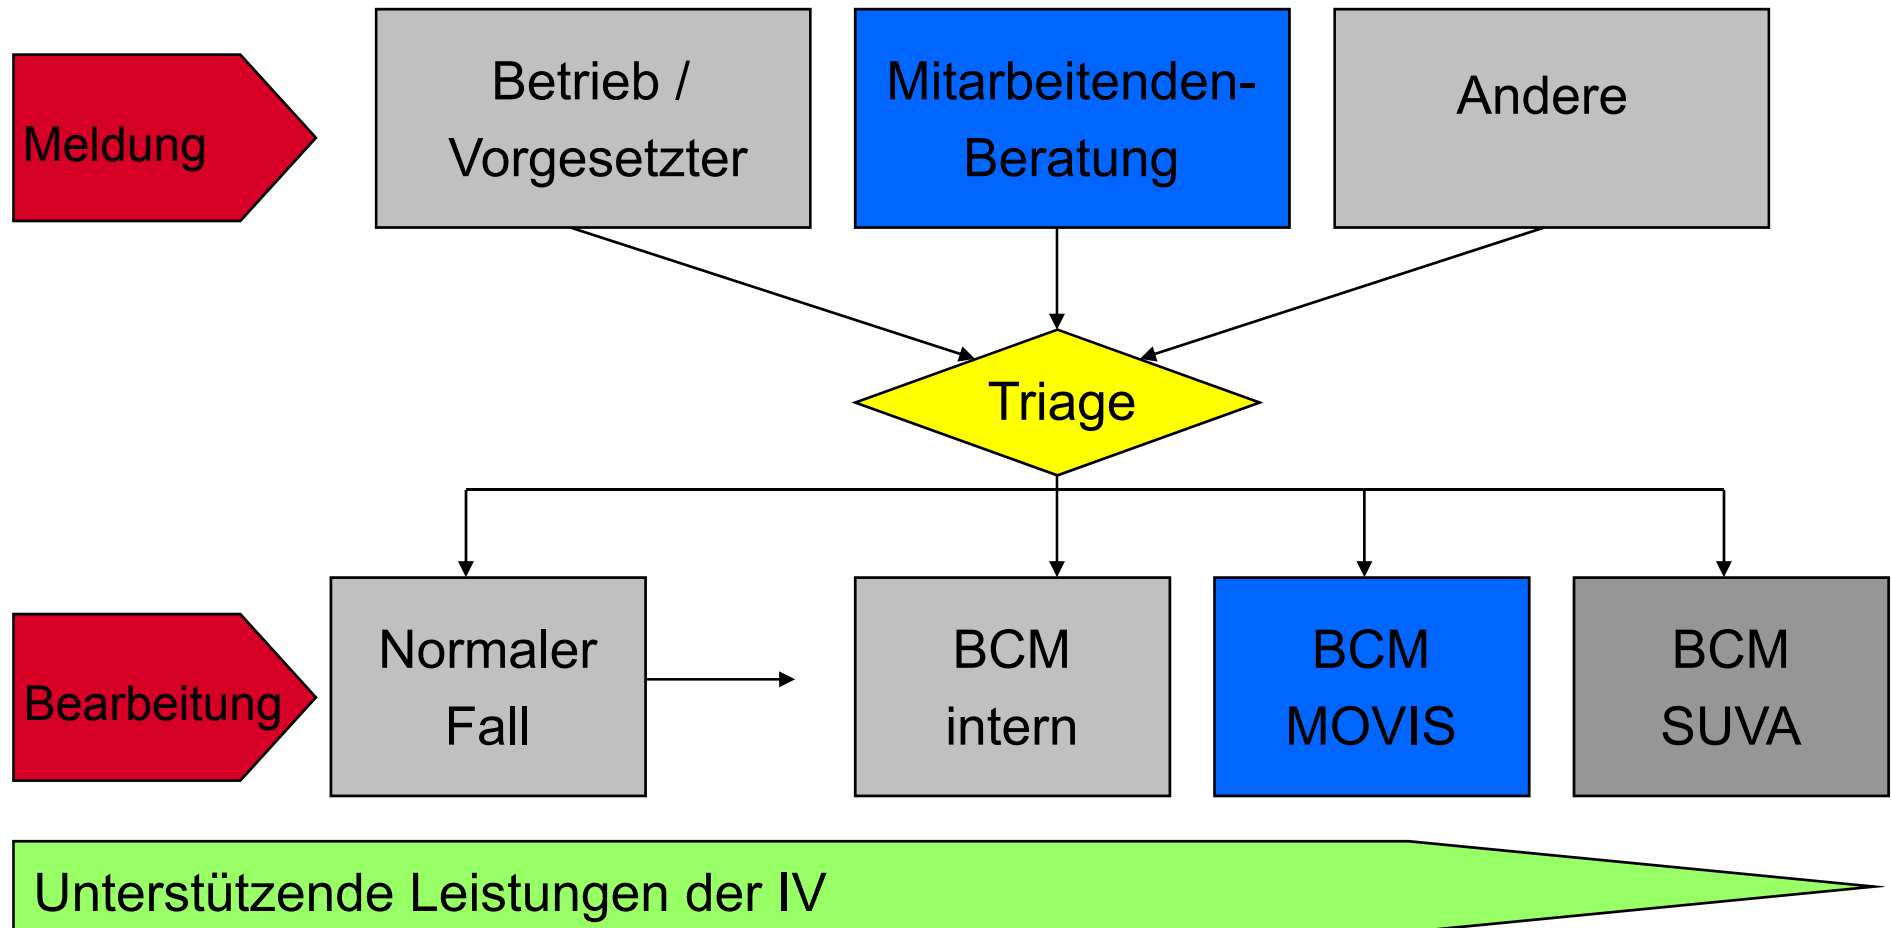 Meldung
Betrieb /
Vorgesetzter
Mitarbeitenden-
Beratung
Andere
Triage
Bearbeitung
Normaler
Fall
BCM
intern
BCM
MOVIS
BCM
SUVA
Unterstützende Leistungen der IV